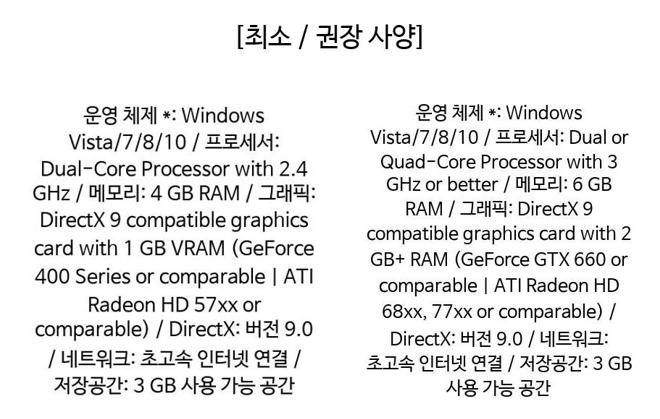 [최소 / 권장 사양]
운영 체제 *: Windows
Vista/7/8/10 / 프로세서:
Dual-Core Processor with 2.4
GHz / 메모리: 4 GB RAM / 그래픽:
DirectX 9 compatible graphics
card with 1 GB VRAM (GeForce
400 Series or comparable | ATI
Radeon HD 57xx or
comparable) / DirectX: 버전 9.0
/ 네트워크: 초고속 인터넷 연결 /
저장공간: 3 GB 사용 가능 공간
운영 체제 *: Windows
Vista/7/8/10 / 프로세서: Dual or
Quad-Core Processor with 3
GHz or better / 메모리: 6 GB
RAM / 그래픽: DirectX 9
compatible graphics card with 2
GB+ RAM (GeForce GTX 660 or
comparable | ATI Radeon HD
68xx, 77xx or comparable) /
DirectX: 버전 9.0 / 네트워크:
초고속 인터넷 연결 / 저장공간: 3 GB
사용 가능 공간